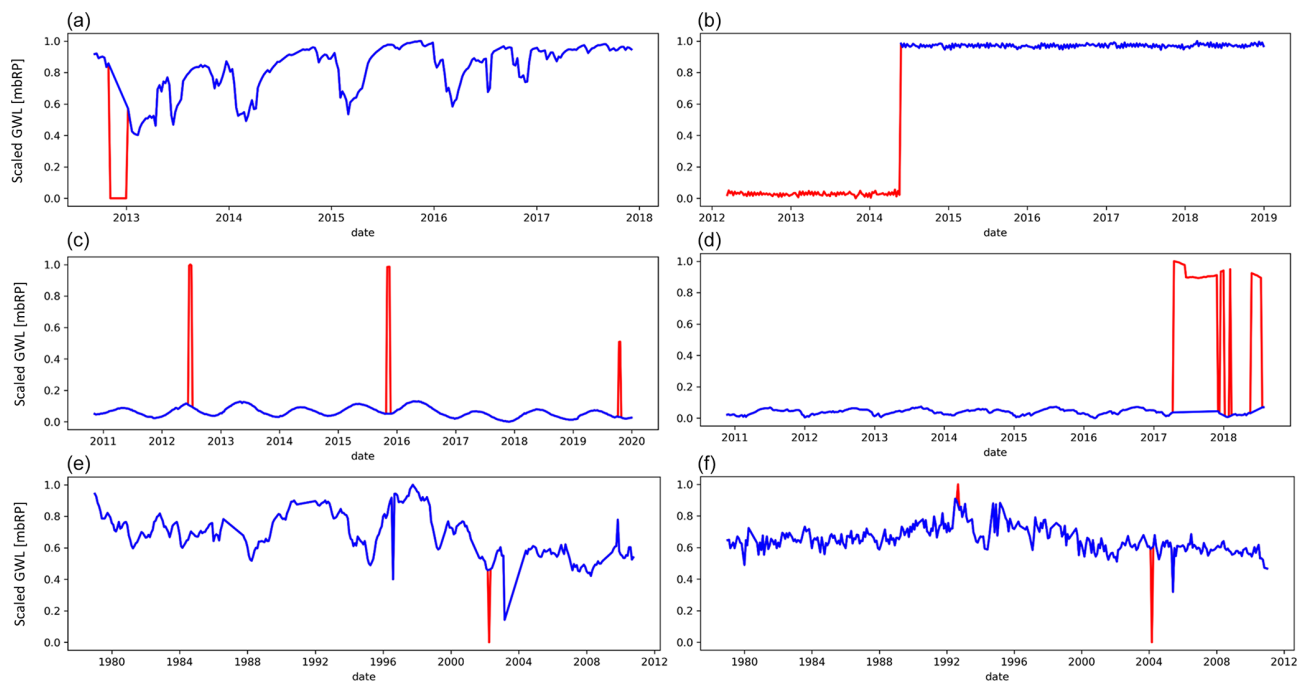 (a) (b)
Scaled GWL [mbRP]
1.0 0.8 0.6 0.4 0.2 0.0
2013 2014 2015 2016 2017 2018
date
1.0 0.8 0.6 0.4 0.2 0.0
2012 2013 2014 2015 2016 2017 2018 2019
date
(c) (d)
Scaled GWL [mbRP]
1.0 0.8 0.6 0.4 0.2 0.0
2011 2012 2013 2014 2015 2016 2017 2018 2019 2020
date
1.0 0.8 0.6 0.4 0.2 0.0
2011 2012 2013 2014 2015 2016 2017 2018
date
(e) (f)
Scaled GWL [mbRP]
1.0 0.8 0.6 0.4 0.2 0.0
1980 1984 1988 1992 1996 2000 2004 2008 2012
date
1.0 0.8 0.6 0.4 0.2 0.0
1980 1984 1988 1992 1996 2000 2004 2008 2012
date